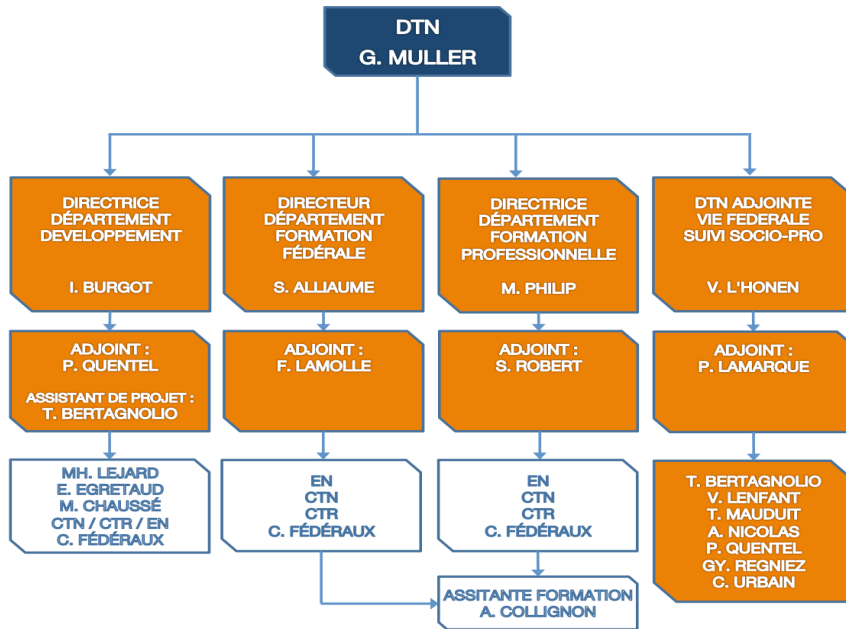 DTN
G. MULLER
DIRECTRICE
DÉPARTEMENT
DEVELOPPEMENT
I. BURGOT
DIRECTEUR
DÉPARTEMENT
FORMATION
FÉDÉRALE
S. ALLIAUME
DIRECTRICE
DÉPARTEMENT
FORMATION
PROFESSIONNELLE
M. PHILIP
DTN ADJOINTE
VIE FEDERALE
SUIVI SOCIO-PRO
V. L'HONEN
ADJOINT :
P. QUENTEL
ASSISTANT DE PROJET :
T. BERTAGNOLIO
ADJOINT :
F. LAMOLLE
ADJOINT :
S. ROBERT
ADJOINT :
P. LAMARQUE
MH. LEJARD
E. EGRETAUD
M. CHAUSSÉ
CTN / CTR / EN
C. FÉDÉRAUX
EN
CTN
CTR
C. FÉDÉRAUX
EN
CTN
CTR
C. FÉDÉRAUX
T. BERTAGNOLIO
V. LENFANT
T. MAUDUIT
A. NICOLAS
P. QUENTEL
GY. REGNIEZ
C. URBAIN
ASSITANTE FORMATION
A. COLLIGNON